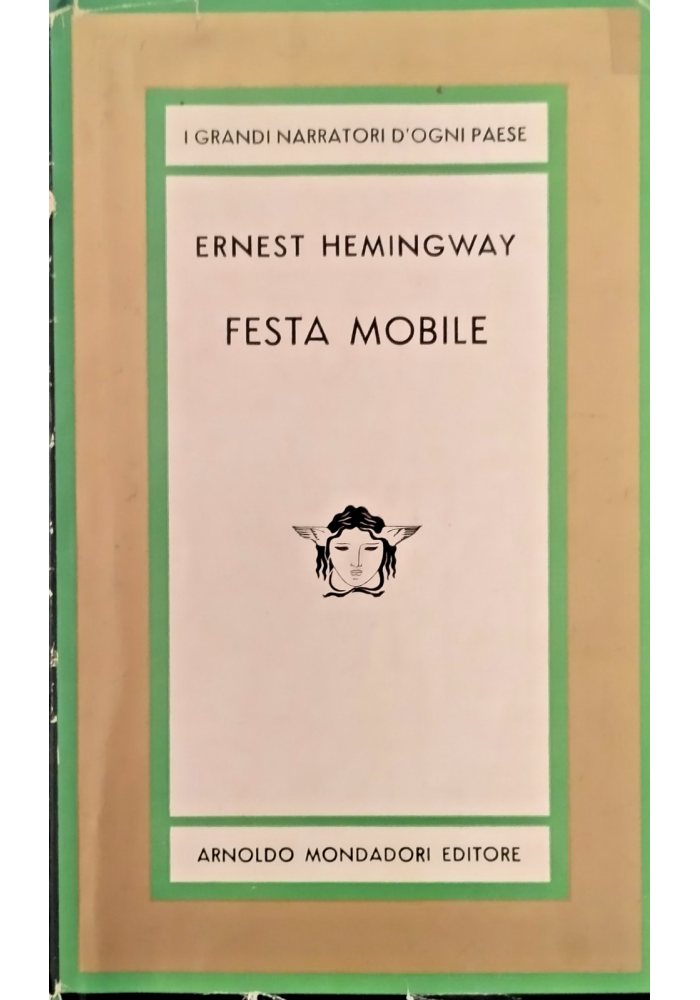 I GRANDI NARRATORI D'OGNI PAESE
ERNEST HEMINGWAY
FESTA MOBILE
ARNOLDO MONDADORI EDITORE